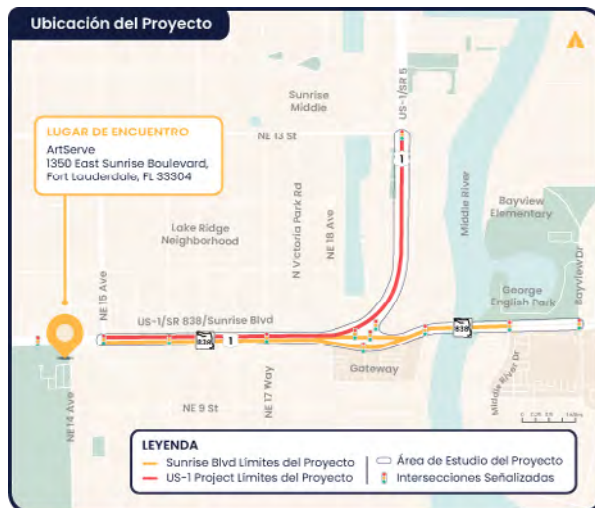 Ubicación del Proyecto
US-1/SR 5
Sunrise
Middle
LUGAR DE ENCUENTRO
ArtServe
1350 East Sunrise Boulevard,
Fort Lauderdale, FL 33304
NE 13 St
1
N Victoria Park Rd
NE 18 Ave
Middle River
Bayview
Elementary
Lake Ridge
Neighborhood
Bayview Dr
NE 15 Ave
George
English Park
US-1/SR 838/Sunrise Blvd
838
1
838
Gateway
NE 14 Ave
NE 9 St
NE 17 Way
Middle River Dr
0
LEYENDA
Sunrise Blvd Límites del Proyecto
US-1 Project Límites del Proyecto
Área de Estudio del Proyecto
Intersecciones Señalizadas